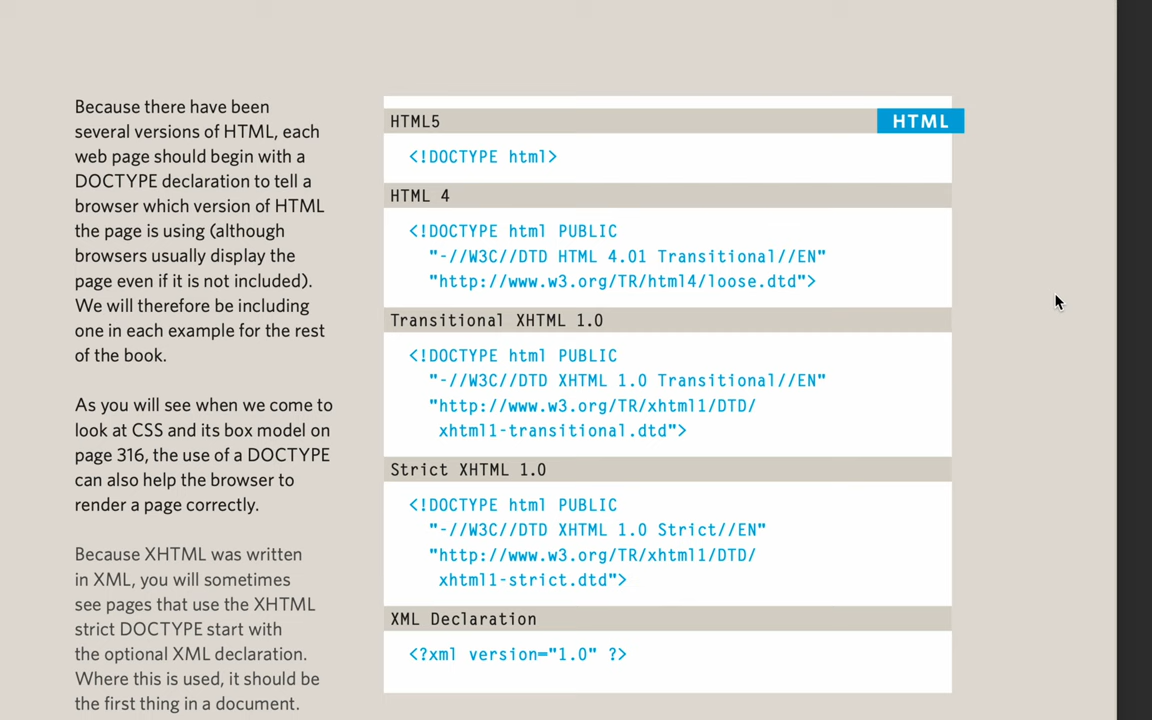 Because there have been
several versions of HTML, each
web page should begin with a
DOCTYPE declaration to tell a
browser which version of HTML
the page is using (although
browsers usually display the
page even if it is not included).
We will therefore be including
one in each example for the rest
of the book.
As you will see when we come to
look at CSS and its box model on
page 316, the use of a DOCTYPE
can also help the browser to
render a page correctly.
Because XHTML was written
in XML, you will sometimes
see pages that use the XHTML
strict DOCTYPE start with
the optional XML declaration.
Where this is used, it should be
the first thing in a document.
HTML5
HTML
<!DOCTYPE html>
HTML 4
<!DOCTYPE html PUBLIC
"-//W3C//DTD HTML 4.01 Transitional//EN"
"http://www.w3.org/TR/html4/loose.dtd">
Transitional XHTML 1.0
<!DOCTYPE html PUBLIC
"-//W3C//DTD XHTML 1.0 Transitional//EN"
"http://www.w3.org/TR/xhtml1/DTD/
xhtml1-transitional.dtd">
Strict XHTML 1.0
<!DOCTYPE html PUBLIC
"-//W3C//DTD XHTML 1.0 Strict//EN"
"http://www.w3.org/TR/xhtml1/DTD/
xhtml1-strict.dtd">
XML Declaration
<?xml version="1.0" ?>